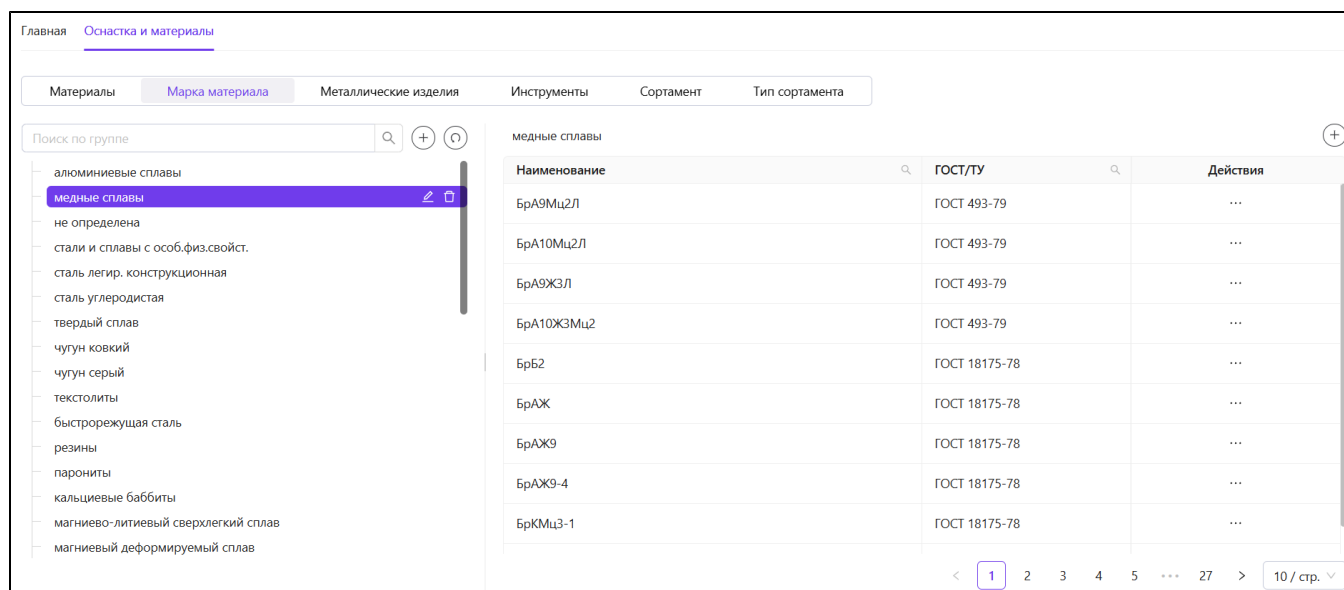 Главная Оснастка и материалы
Материалы Марка материала Металлические изделия Инструменты Сортамент Тип сортамента
Поиск по группе
алюминиевые сплавы
медные сплавы
не определена
стали и сплавы с особ.физ.свойст.
сталь легир. конструкционная
сталь углеродистая
твердый сплав
чугун ковкий
чугун серый
текстолиты
быстрорежущая сталь
резины
парониты
кальциевые баббиты
магниево-литиевый сверхлегкий сплав
магниевый деформируемый сплав
медные сплавы
Наименование ГОСТ/ТУ Действия
БрА9Мц2Л ГОСТ 493-79 ...
БрА10Мц2Л ГОСТ 493-79 ...
БрА9Ж3Л ГОСТ 493-79 ...
БрА10Ж3Мц2 ГОСТ 493-79 ...
БрБ2 ГОСТ 18175-78 ...
БрАЖ ГОСТ 18175-78 ...
БрАЖ9 ГОСТ 18175-78 ...
БрАЖ9-4 ГОСТ 18175-78 ...
БрКМц3-1 ГОСТ 18175-78 ...
< 1 2 3 4 5 ... 27 > 10 / стр.